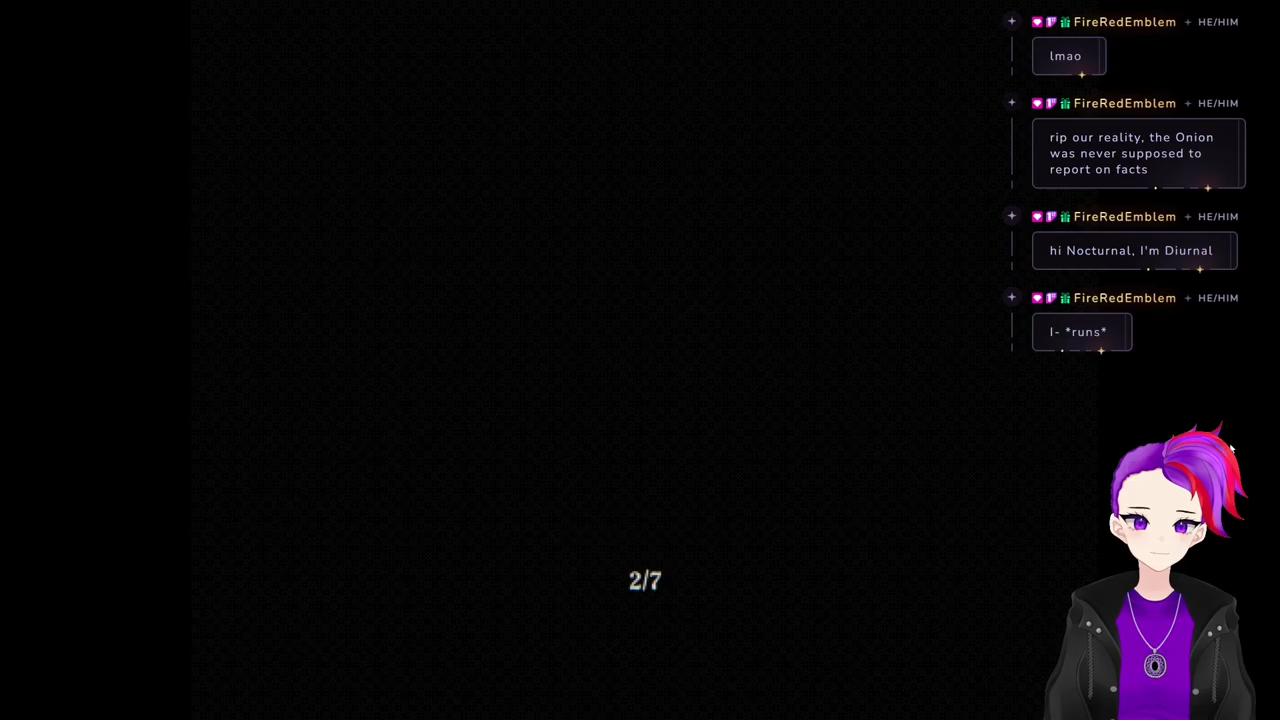 FireRedEmblem HE/HIM
lmao
FireRedEmblem HE/HIM
rip our reality, the Onion
was never supposed to
report on facts
FireRedEmblem HE/HIM
hi Nocturnal, I'm Diurnal
FireRedEmblem HE/HIM
I- *runs*
2/7